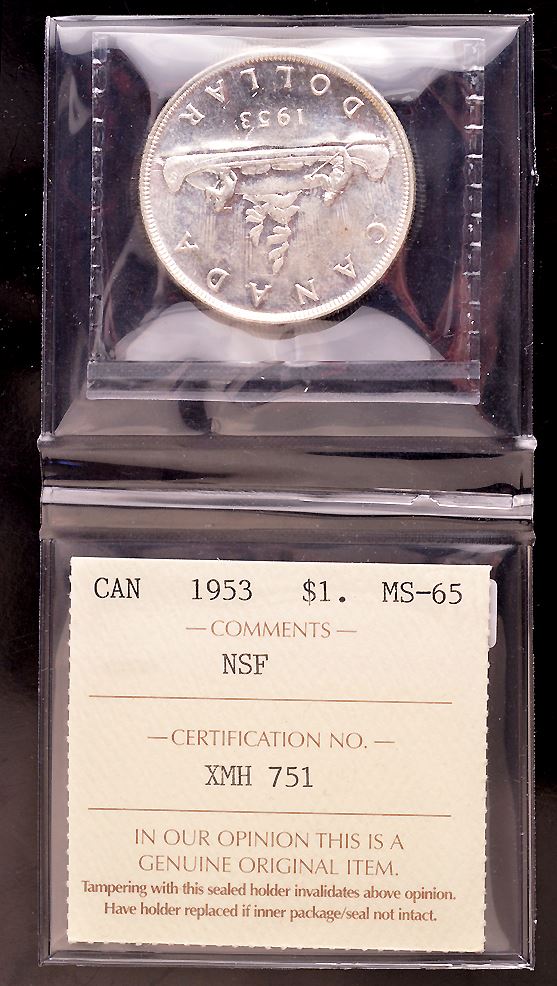 CANADA
1953
DOLLAR
CAN 1953 $1. MS-65
— COMMENTS —
NSF
— CERTIFICATION NO. —
XMH 751
IN OUR OPINION THIS IS A
GENUINE ORIGINAL ITEM.
Tampering with this sealed holder invalidates above opinion.
Have holder replaced if inner package/seal not intact.